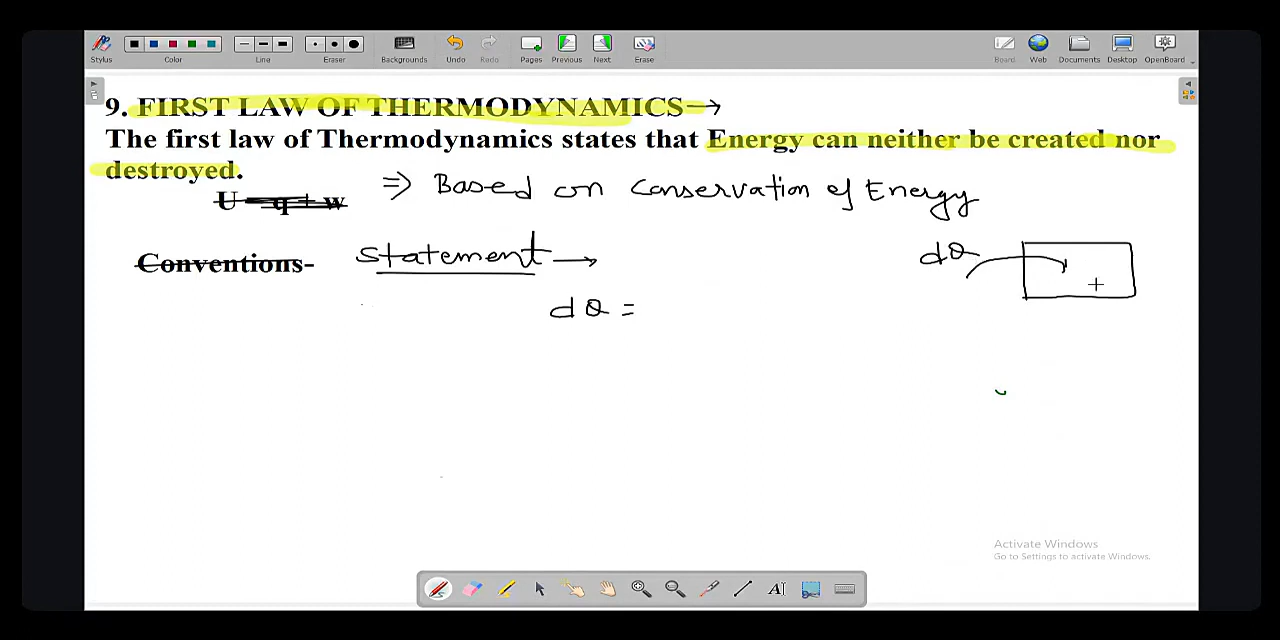 Stylus Color Line Eraser Backgrounds Undo Redo Pages Previous Next Erase Board Web Documents Desktop OpenBoard
9. FIRST LAW OF THERMODYNAMICS→
The first law of Thermodynamics states that Energy can neither be created nor
destroyed.
⇒ Based on Conservation of Energy
U = q + w
Conventions-
Statement →
dQ
dQ =
Activate Windows
Go to Settings to activate Windows.